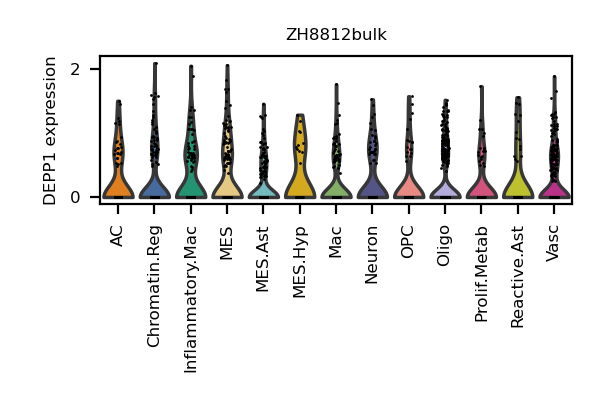 ZH8812bulk
DEPP1 expression
2
0
AC
Chromatin.Reg
Inflammatory.Mac
MES
MES.Ast
MES.Hyp
Mac
Neuron
OPC
Oligo
Prolif.Metab
Reactive.Ast
Vasc